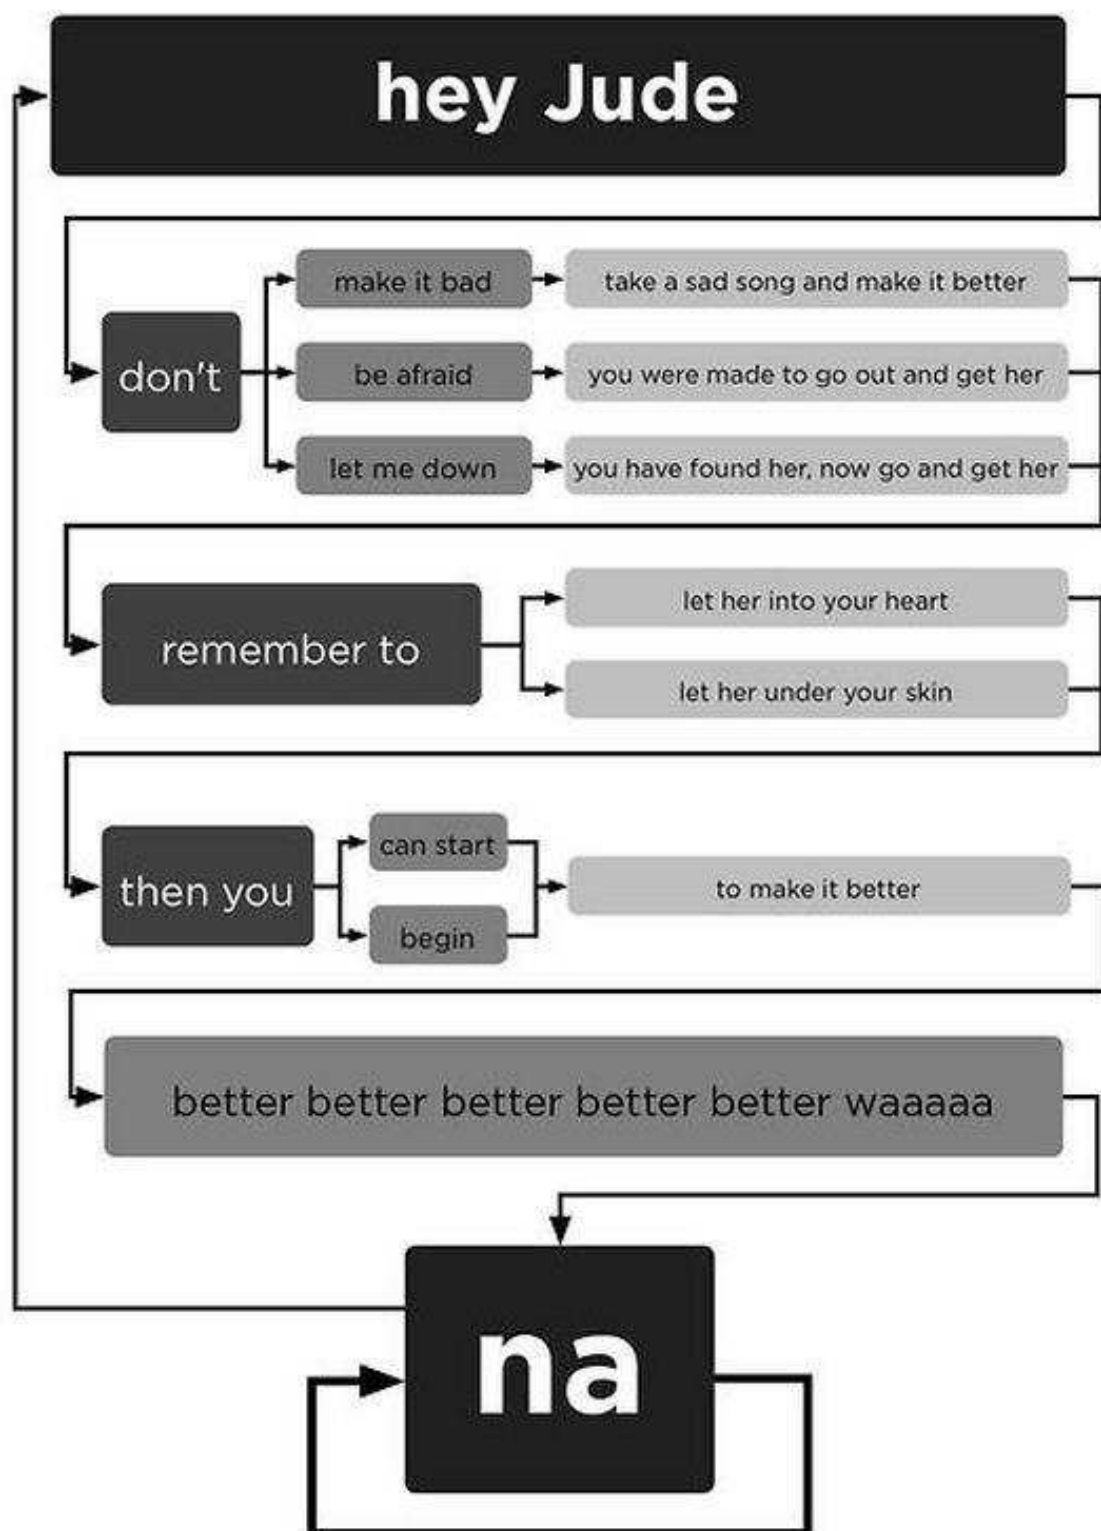 hey Jude
make it bad
take a sad song and make it better
don't
be afraid
you were made to go out and get her
let me down
you have found her, now go and get her
remember to
let her into your heart
let her under your skin
then you
can start
begin
to make it better
better better better better better waaaaa
na